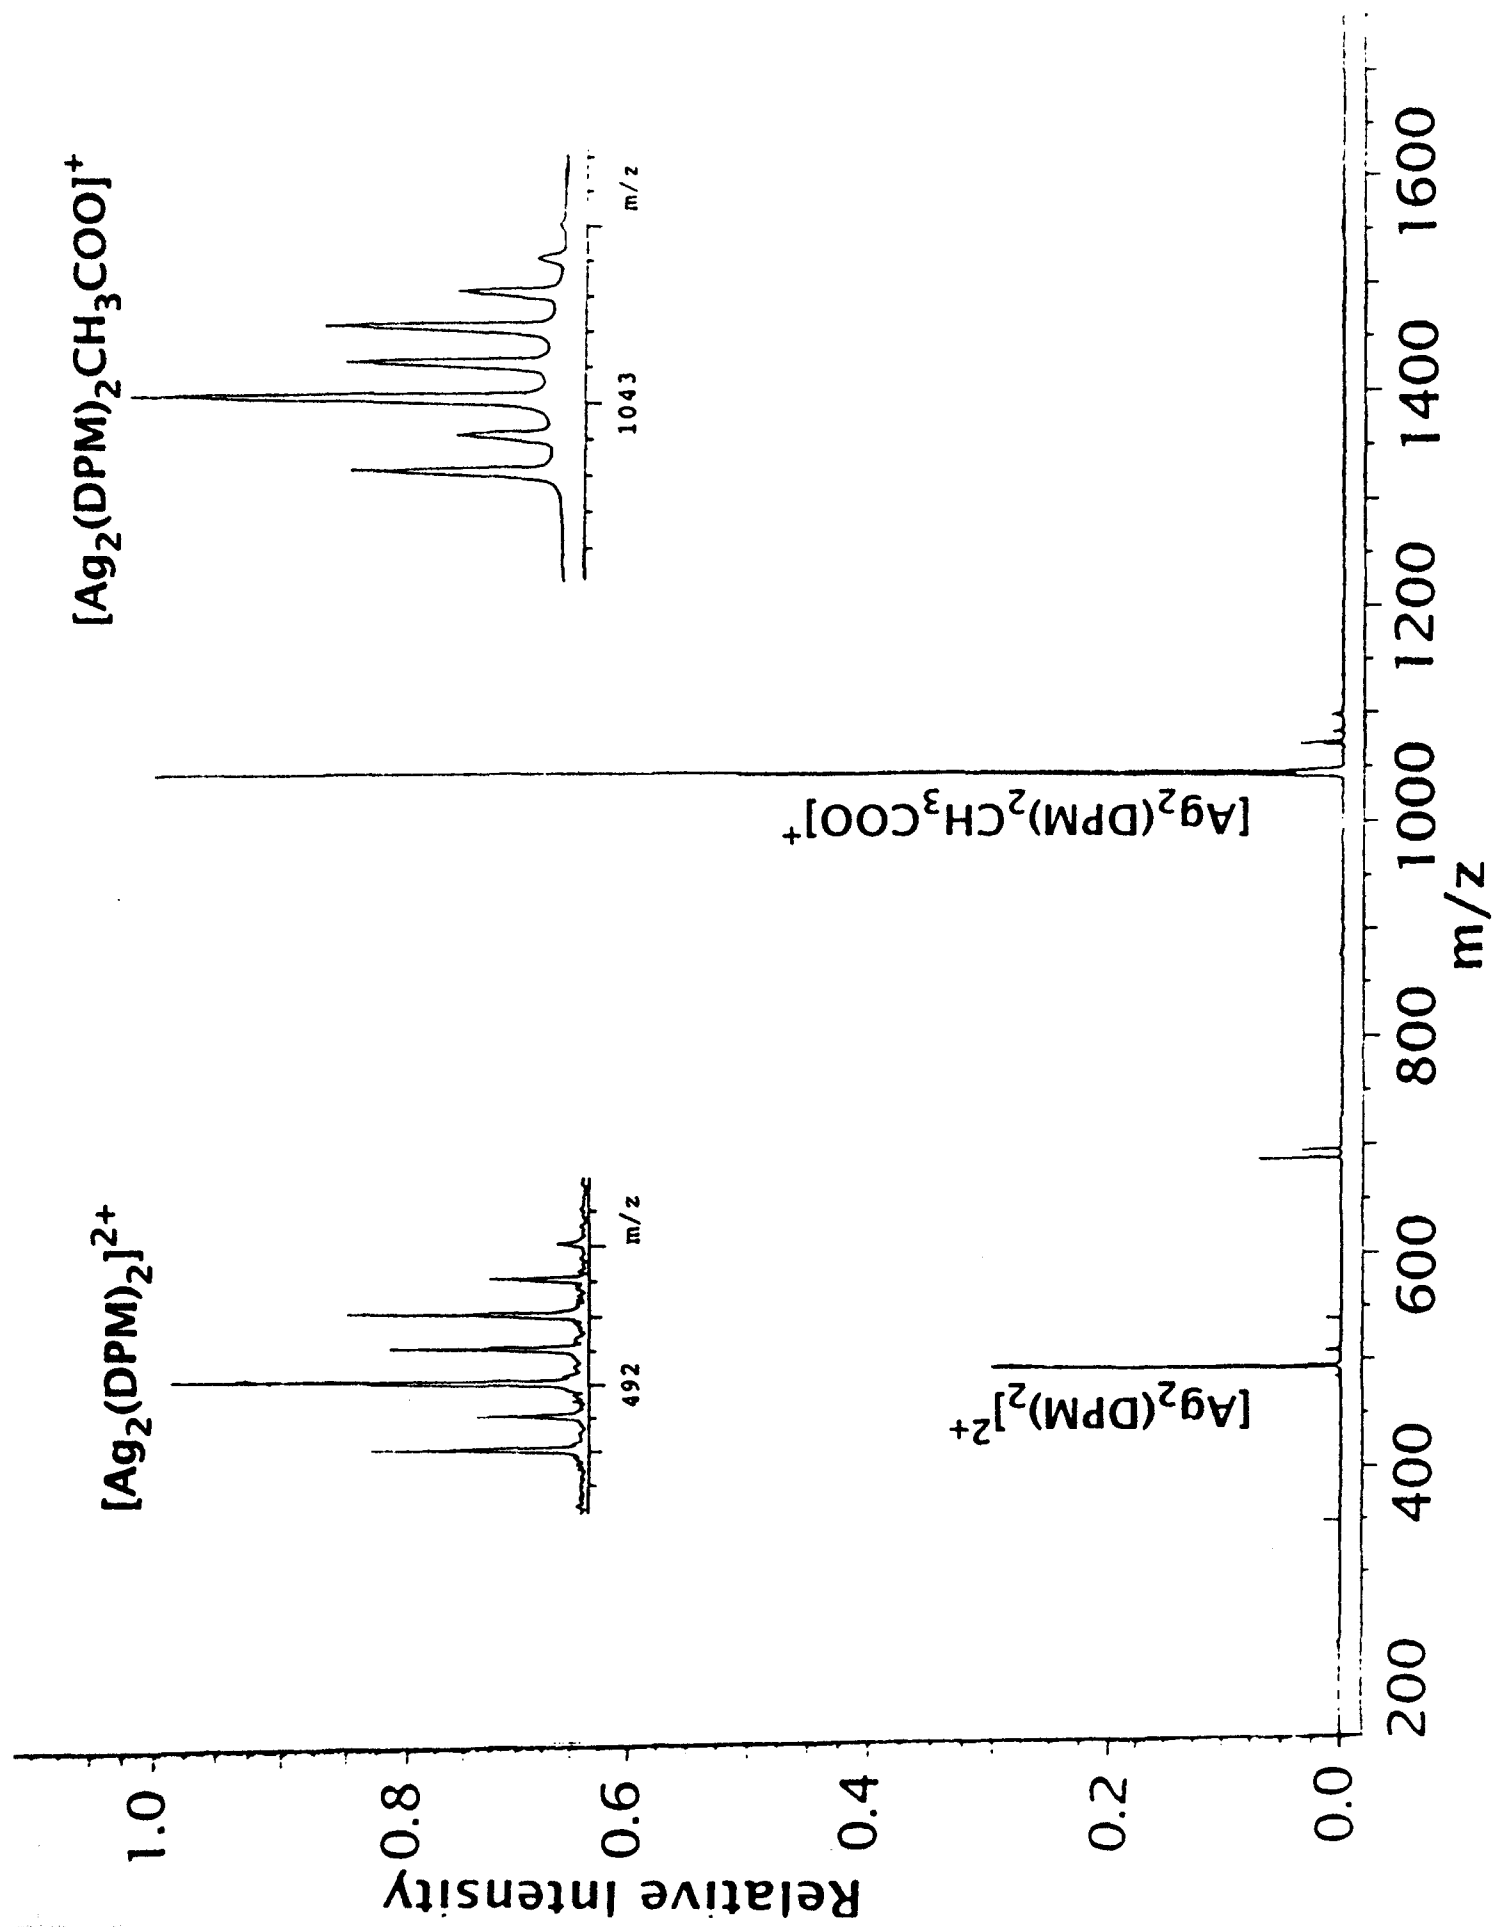 [Ag₂(DPM)₂]²⁺
[Ag₂(DPM)₂CH₃COO]⁺
492
m/z
1043
m/z
Relative Intensity
1.0
0.8
0.6
0.4
0.2
0.0
[Ag₂(DPM)₂]²⁺
[Ag₂(DPM)₂CH₃COO]⁺
200
400
600
800
1000
1200
1400
1600
m/z